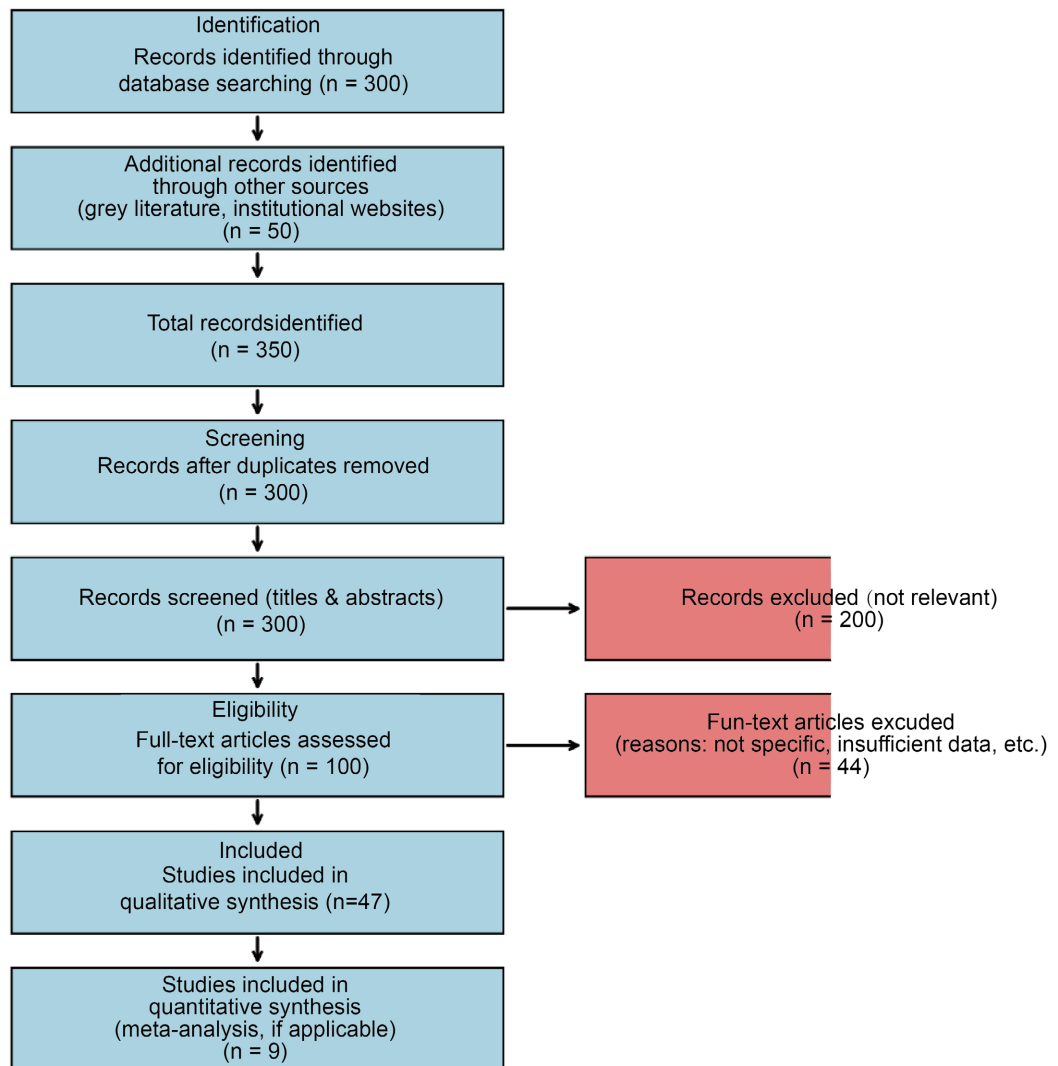 Identification
Records identified through
database searching (n = 300)
Additional records identified
through other sources
(grey literature, institutional websites)
(n = 50)
Total recordsidentified
(n = 350)
Screening
Records after duplicates removed
(n = 300)
Records screened (titles & abstracts)
(n = 300)
Records excluded (not relevant)
(n = 200)
Eligibility
Full-text articles assessed
for eligibility (n = 100)
Fun-text articles excuded
(reasons: not specific, insufficient data, etc.)
(n = 44)
Included
Studies included in
qualitative synthesis (n=47)
Studies included in
quantitative synthesis
(meta-analysis, if applicable)
(n = 9)